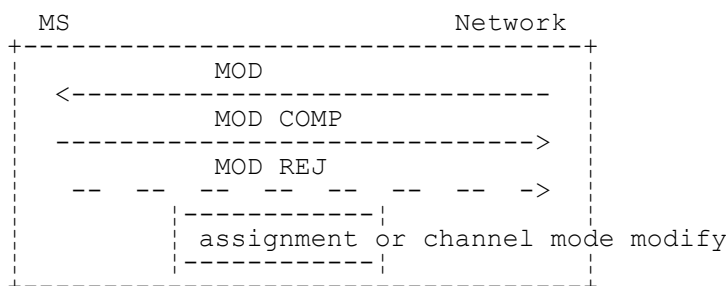 MS Network
MOD
MOD COMP
MOD REJ
assignment or channel mode modify